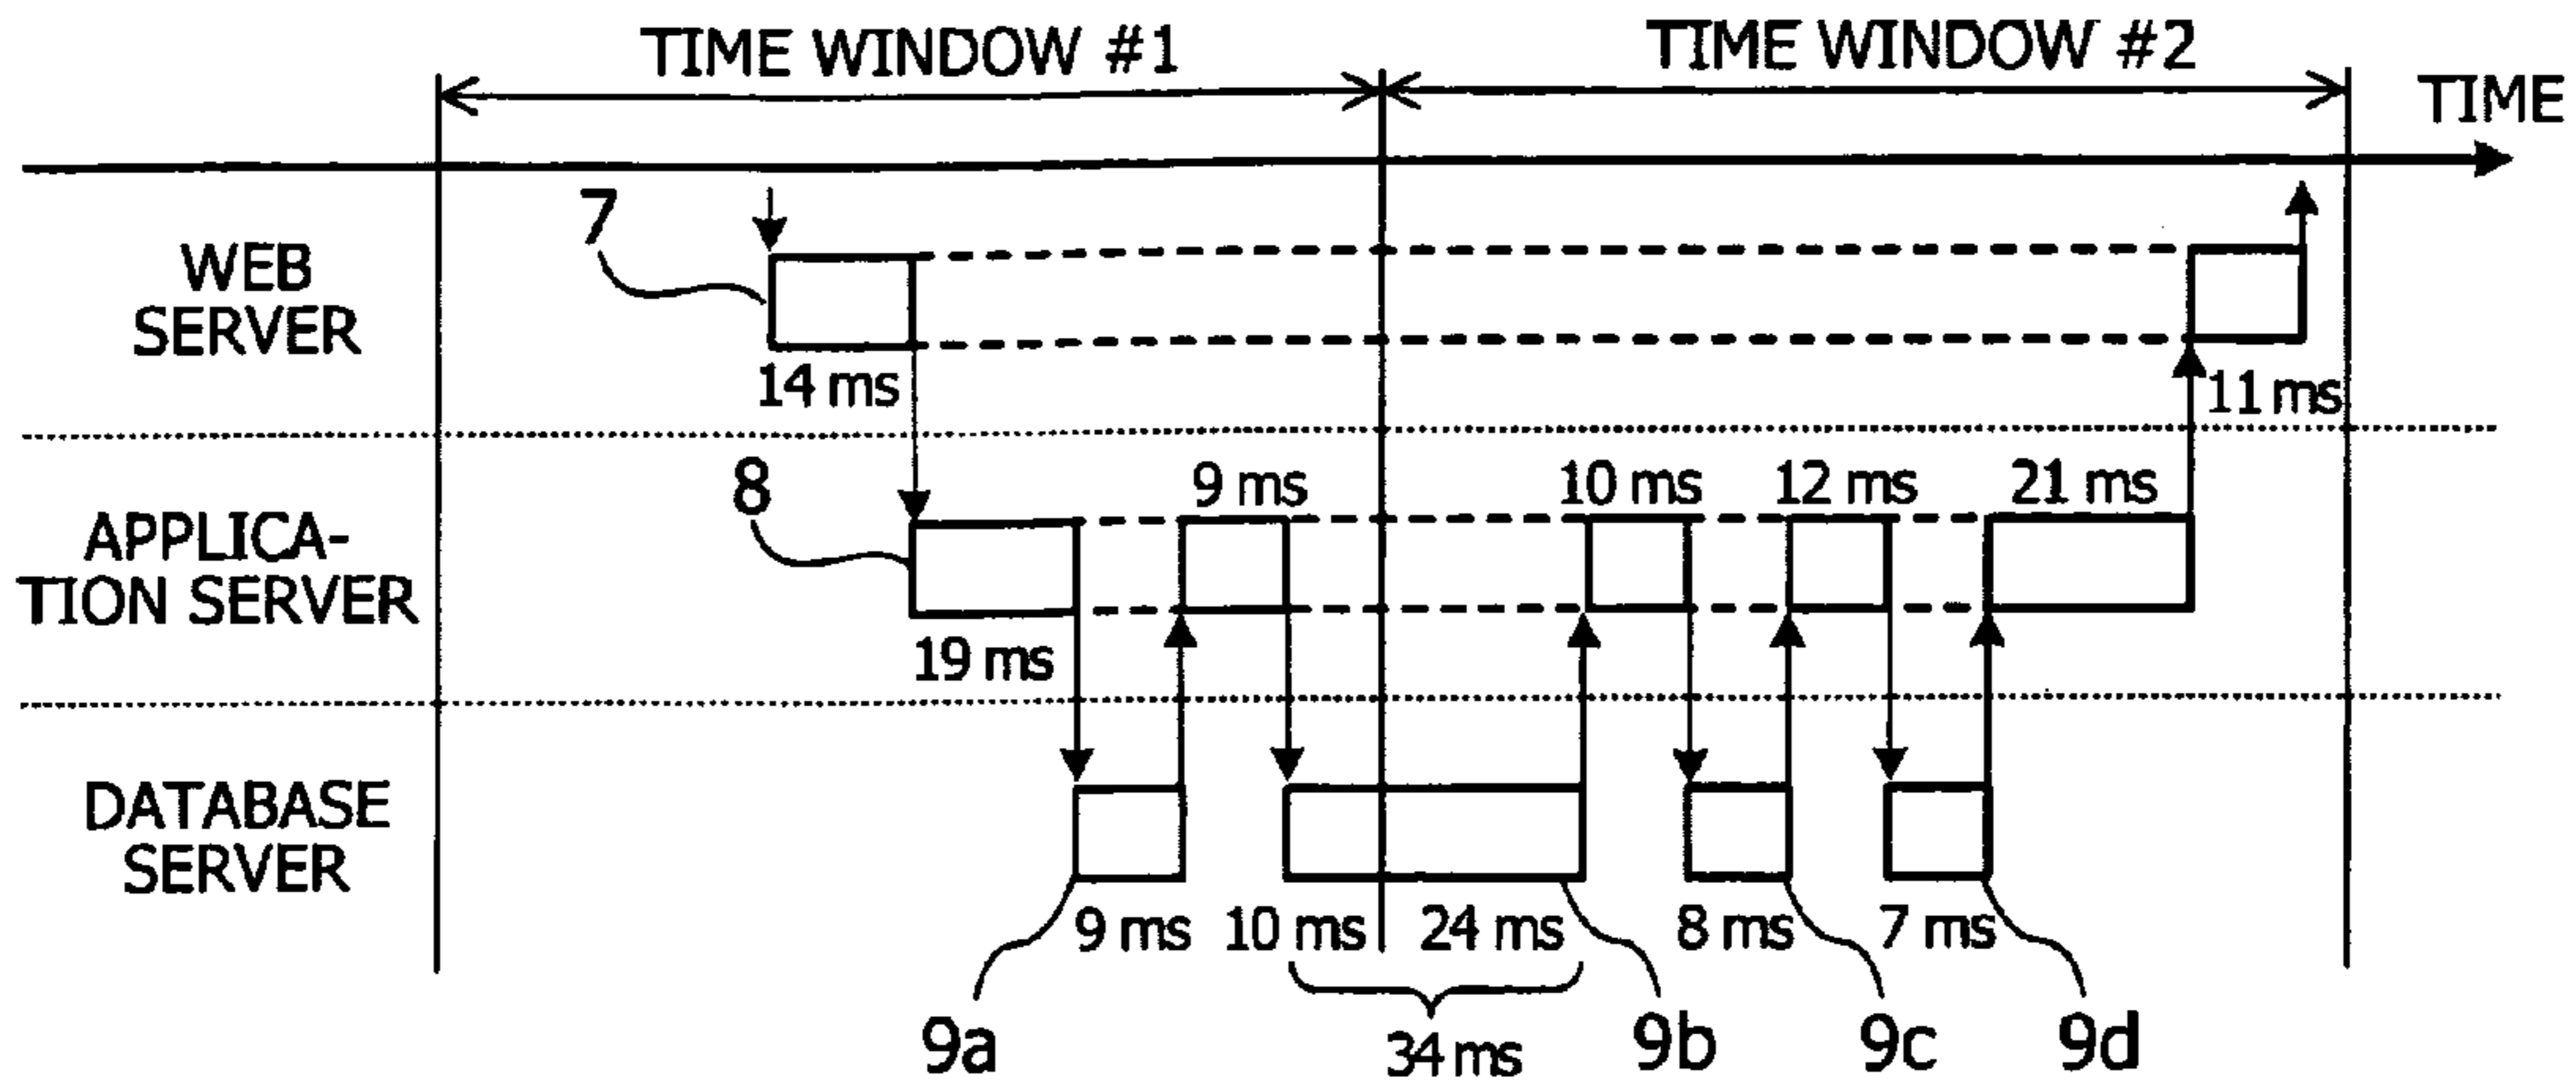 TIME WINDOW #1
TIME WINDOW #2
TIME
7
WEB
SERVER
14 ms
11 ms
8
9 ms
10 ms
12 ms
21 ms
APPLICA-
TION SERVER
19 ms
DATABASE
SERVER
9 ms
10 ms
24 ms
8 ms
7 ms
34 ms
9a
9b
9c
9d